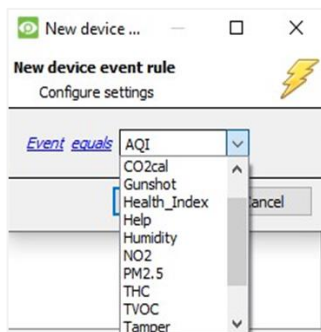 New device ...
New device event rule
Configure settings
Event equals AQI
CO2cal
Gunshot
Health_Index
Help
Humidity
NO2
PM2.5
THC
TVOC
Tamper